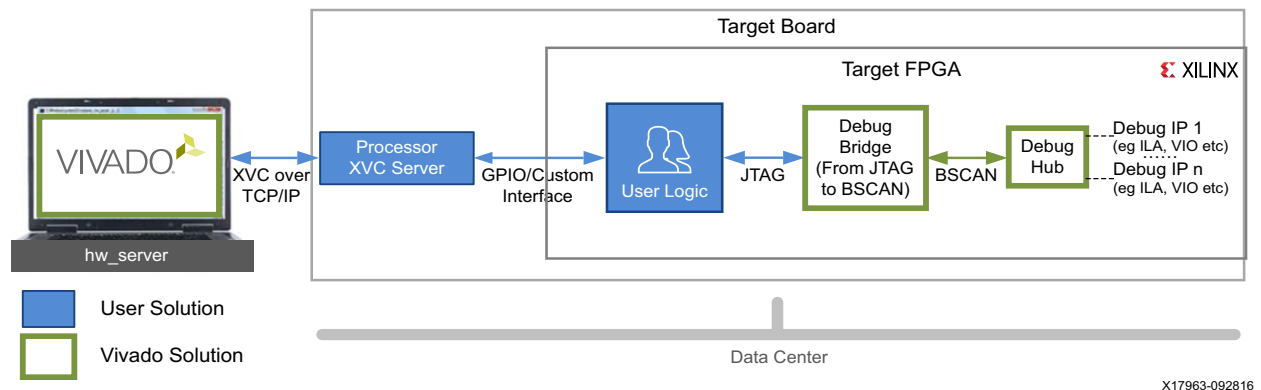 Target Board
Target FPGA
XILINX
VIVADO
hw_server
XVC over
TCP/IP
Processor
XVC Server
GPIO/Custom
Interface
User Logic
JTAG
Debug
Bridge
(From JTAG
to BSCAN)
BSCAN
Debug
Hub
Debug IP 1
(eg ILA, VIO etc)
Debug IP n
(eg ILA, VIO etc)
User Solution
Vivado Solution
Data Center
X17963-092816